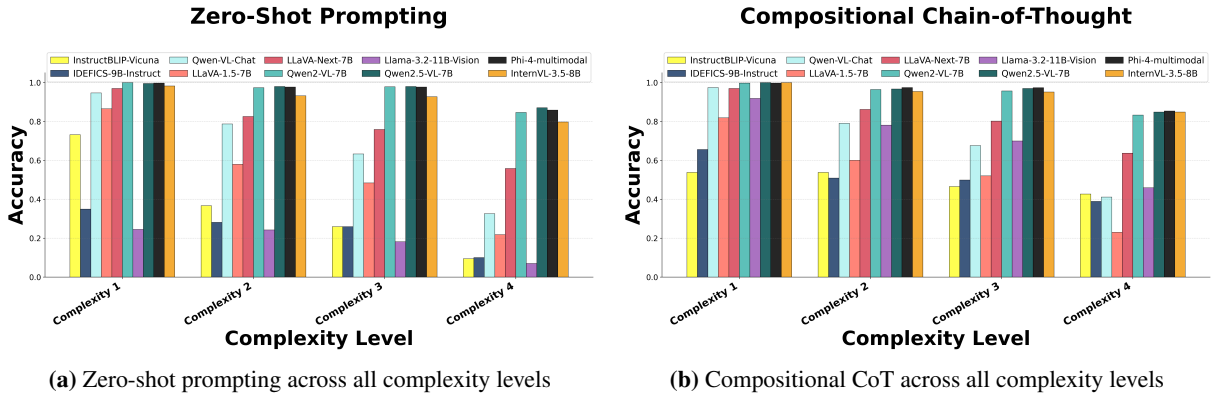 Zero-Shot Prompting
InstructBLIP-Vicuna Qwen-VL-Chat LLaVA-Next-7B Llama-3.2-11B-Vision Phi-4-multimodal
IDEFICS-9B-Instruct LLaVA-1.5-7B Qwen2-VL-7B Qwen2.5-VL-7B InternVL-3.5-8B
1.0
0.8
0.6
0.4
0.2
0.0
Accuracy
Complexity 1 Complexity 2 Complexity 3 Complexity 4
Complexity Level
(a) Zero-shot prompting across all complexity levels
Compositional Chain-of-Thought
InstructBLIP-Vicuna Qwen-VL-Chat LLaVA-Next-7B Llama-3.2-11B-Vision Phi-4-multimodal
IDEFICS-9B-Instruct LLaVA-1.5-7B Qwen2-VL-7B Qwen2.5-VL-7B InternVL-3.5-8B
1.0
0.8
0.6
0.4
0.2
0.0
Accuracy
Complexity 1 Complexity 2 Complexity 3 Complexity 4
Complexity Level
(b) Compositional CoT across all complexity levels